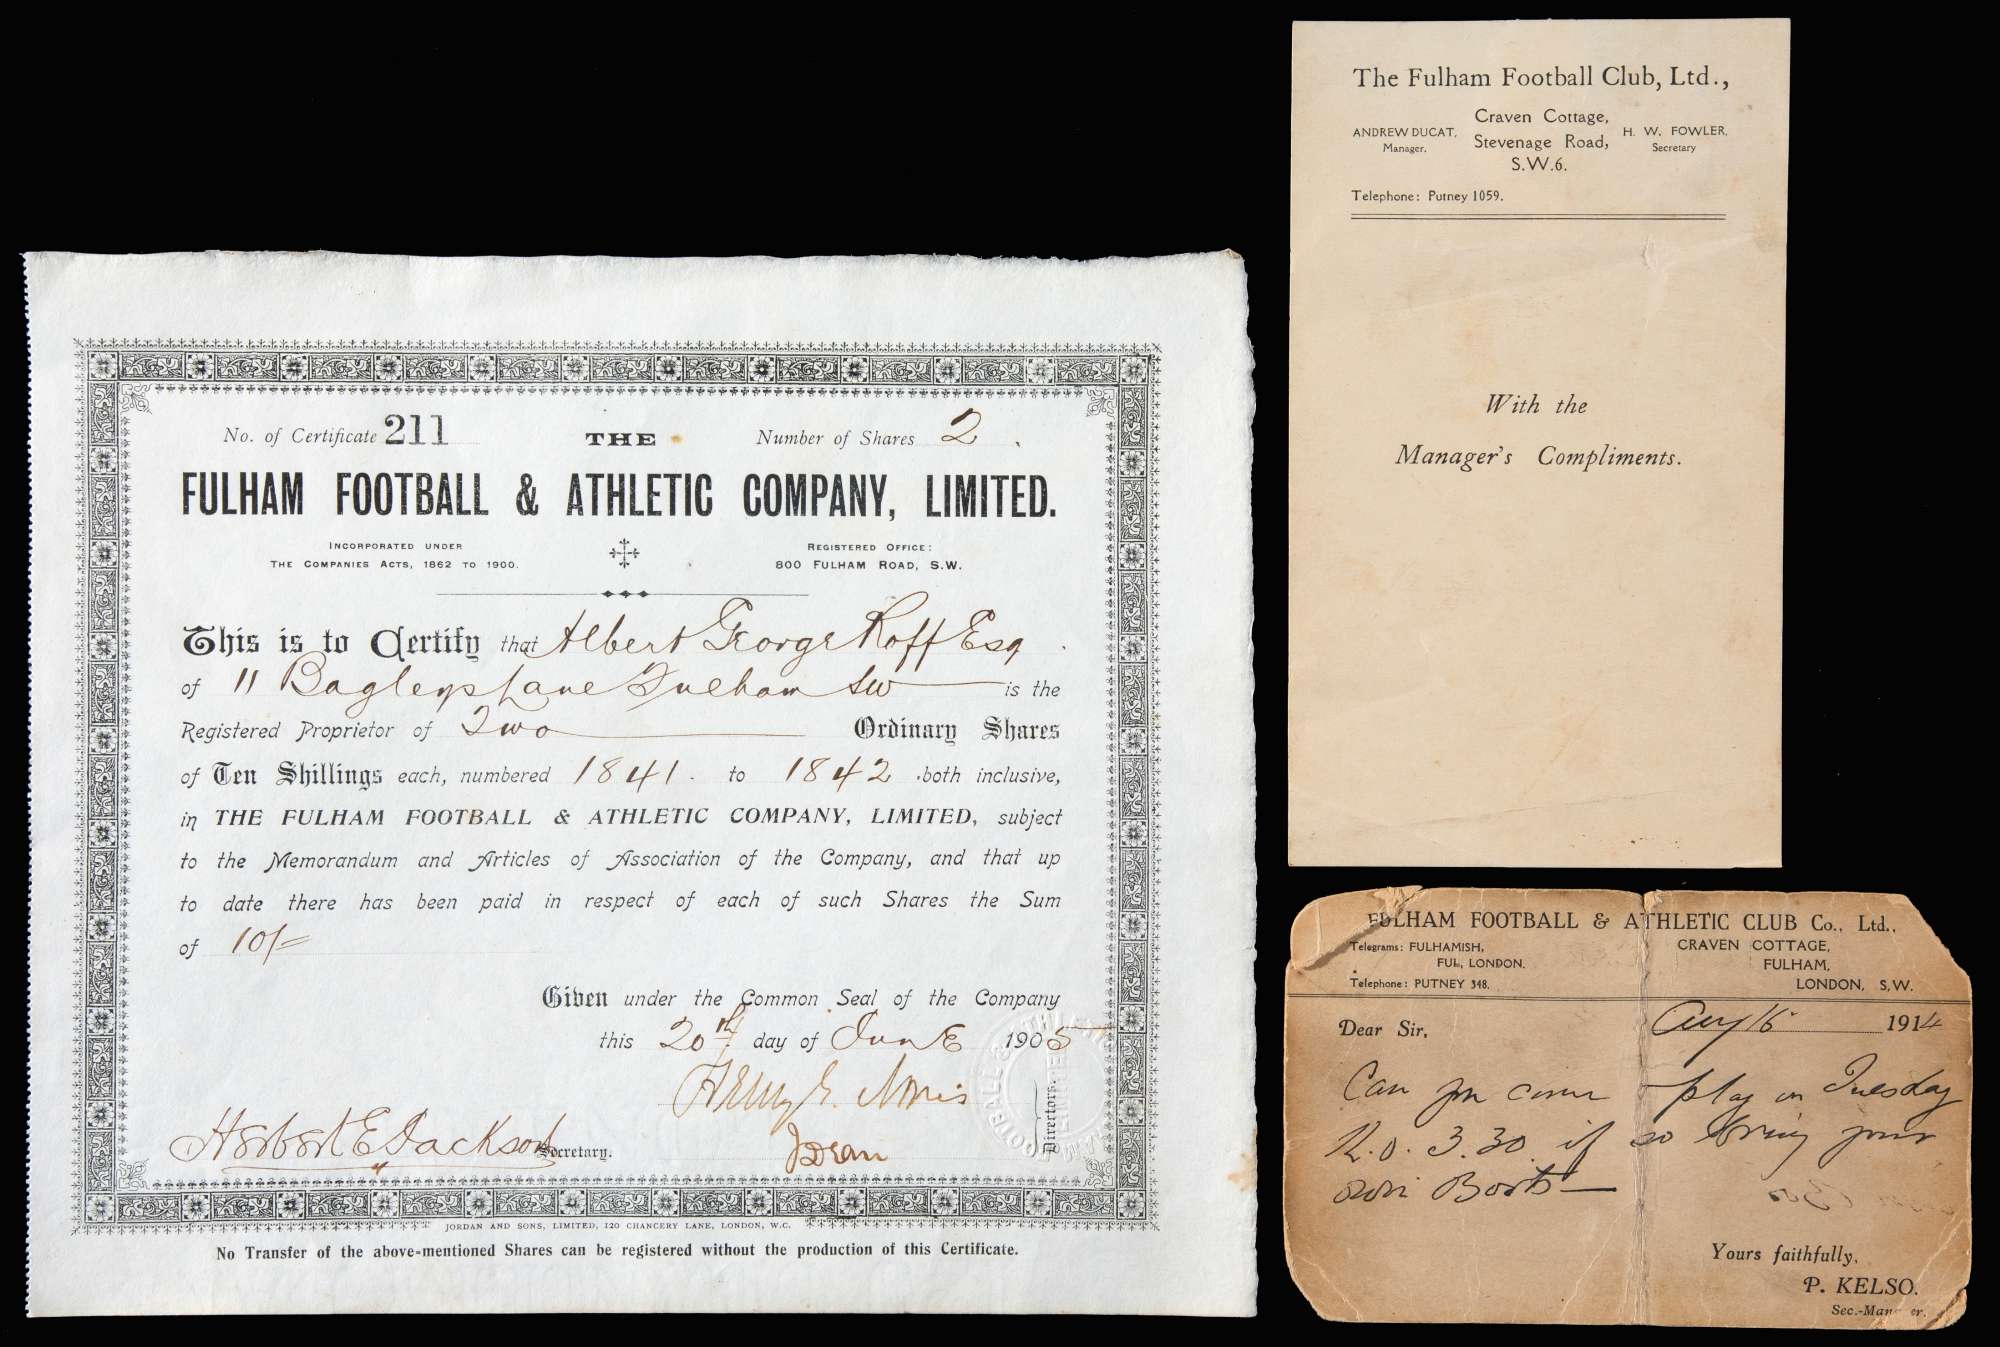 No. of Certificate 211 THE Number of Shares 2
FULHAM FOOTBALL & ATHLETIC COMPANY, LIMITED.
INCORPORATED UNDER
THE COMPANIES ACTS, 1862 TO 1900.
REGISTERED OFFICE:
800 FULHAM ROAD, S.W.
This is to Certify that Albert George Roff Esq
of 11 Bagleys Lane Fulham SW is the
Registered Proprietor of Two Ordinary Shares
of Ten Shillings each, numbered 1841 to 1842 both inclusive,
in THE FULHAM FOOTBALL & ATHLETIC COMPANY, LIMITED, subject
to the Memorandum and Articles of Association of the Company, and that up
to date there has been paid in respect of each of such Shares the Sum
of 10/=
Given under the Common Seal of the Company
this 20th day of June 1905
Henry G. Norris
J Dean
Directors.
Herbert E Jackson Secretary.
JORDAN AND SONS, LIMITED, 120 CHANCERY LANE, LONDON, W.C.
No Transfer of the above-mentioned Shares can be registered without the production of this Certificate.
The Fulham Football Club, Ltd.,
ANDREW DUCAT,
Manager.
Craven Cottage,
Stevenage Road,
S.W.6.
H. W. FOWLER,
Secretary
Telephone: Putney 1059.
With the
Manager's Compliments.
FULHAM FOOTBALL & ATHLETIC CLUB Co., Ltd.,
Telegrams: FULHAMISH,
FUL, LONDON.
Telephone: PUTNEY 348.
CRAVEN COTTAGE,
FULHAM,
LONDON, S.W.
Dear Sir, 16 1914
Can you come play on Tuesday
K.O. 3.30 if so bring your
own Boots
Yours faithfully,
P. KELSO.
Sec.-Manager.